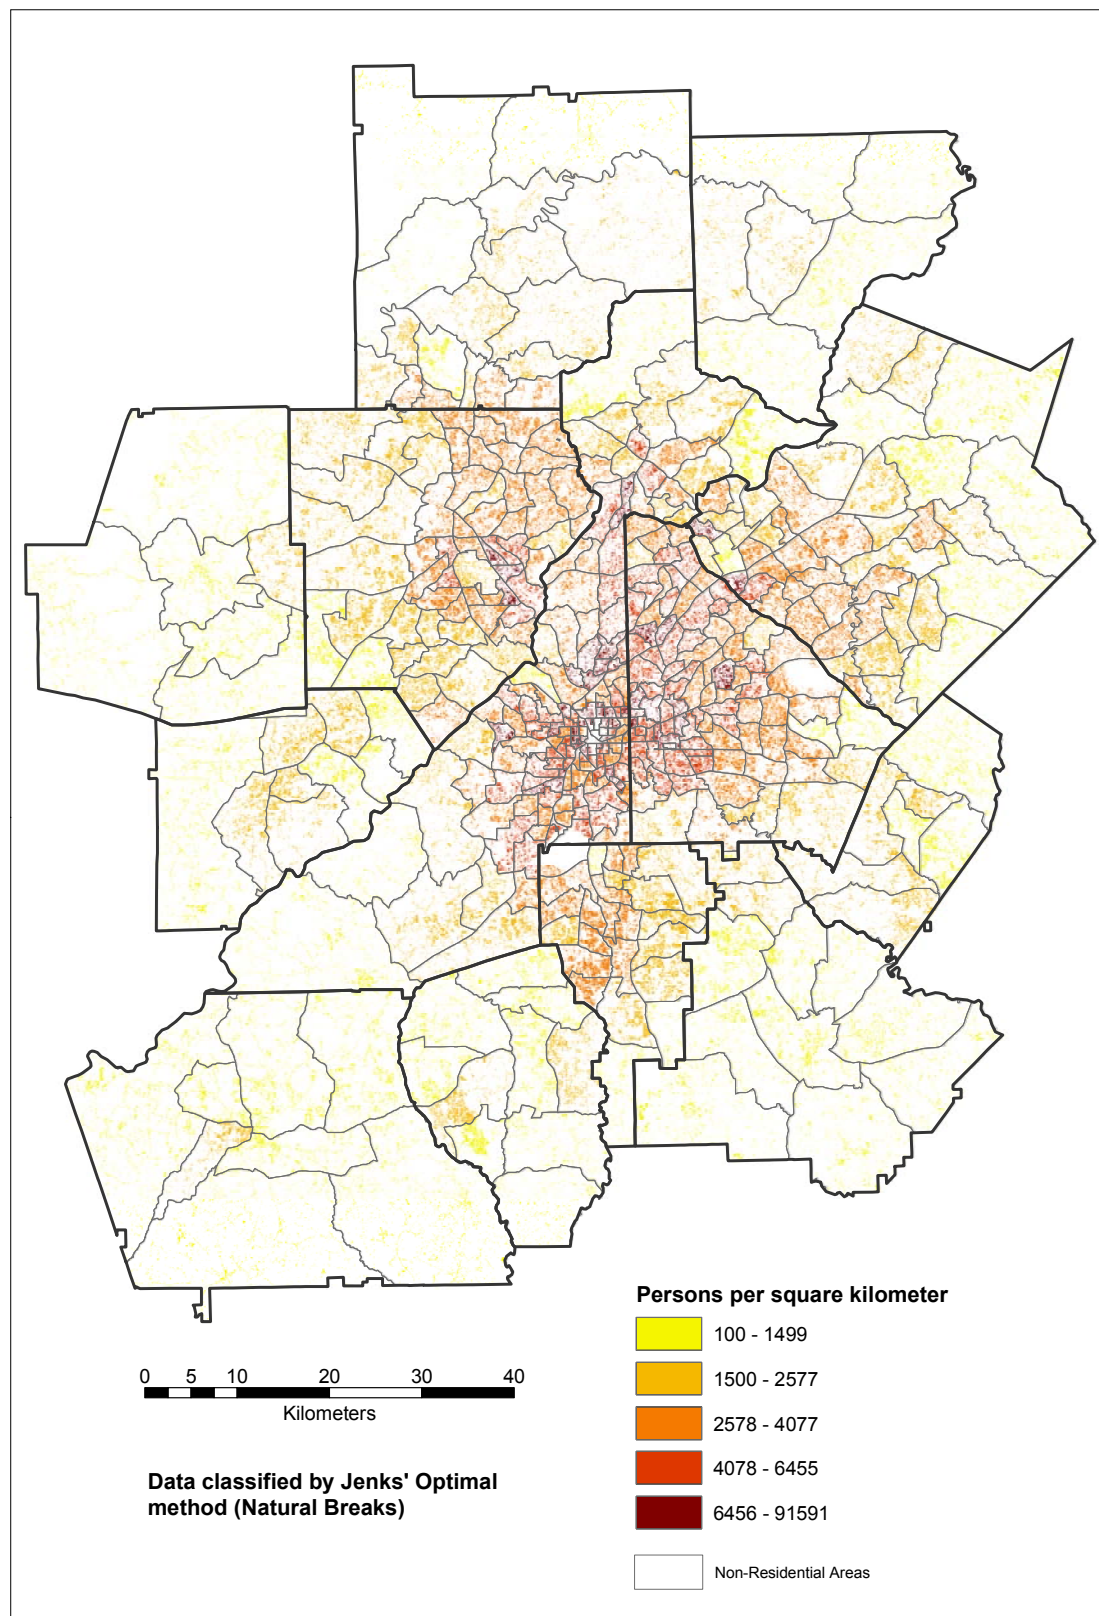 Persons per square kilometer
100 - 1499
1500 - 2577
2578 - 4077
4078 - 6455
6456 - 91591
Non-Residential Areas
0 5 10 20 30 40
Kilometers
Data classified by Jenks' Optimal
method (Natural Breaks)